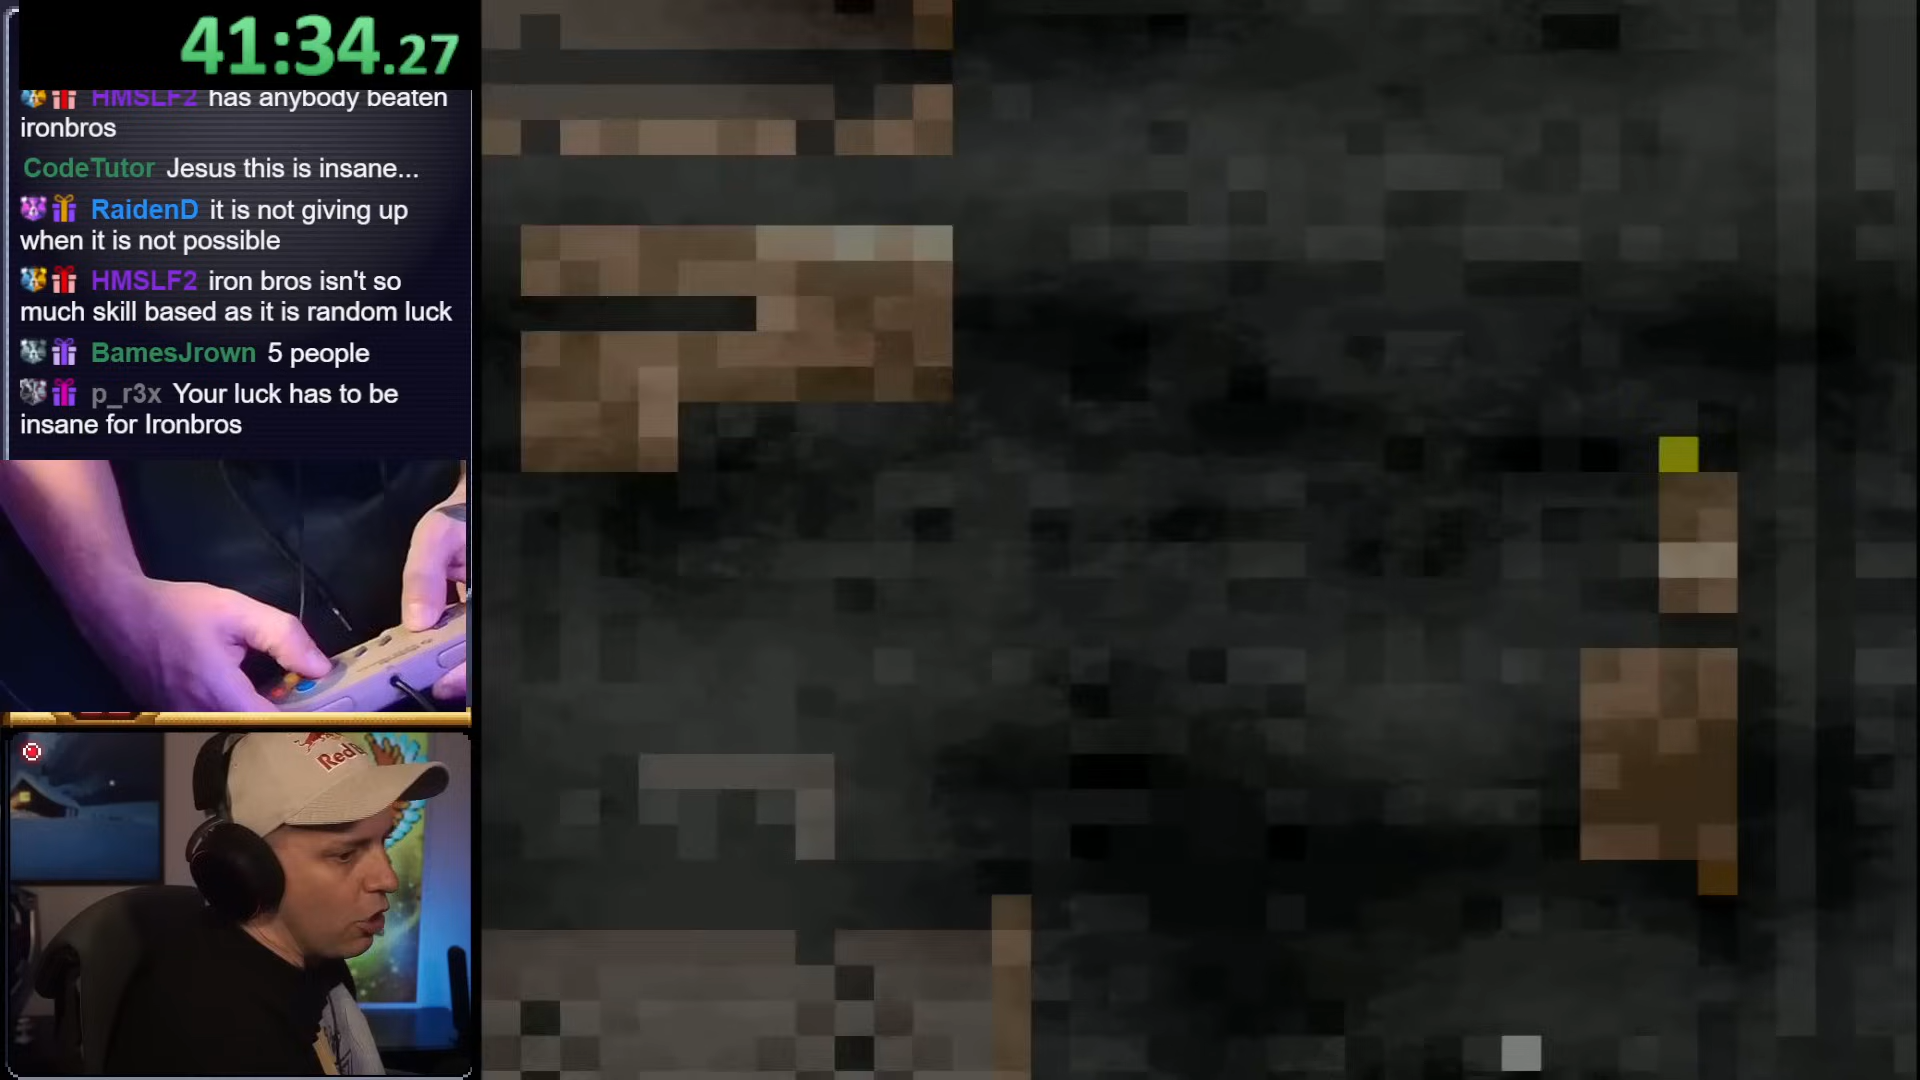 41:34.27
HMSLF2 has anybody beaten
ironbros
CodeTutor Jesus this is insane...
RaidenD it is not giving up
when it is not possible
HMSLF2 iron bros isn't so
much skill based as it is random luck
BamesJrown 5 people
p_r3x Your luck has to be
insane for Ironbros
Red